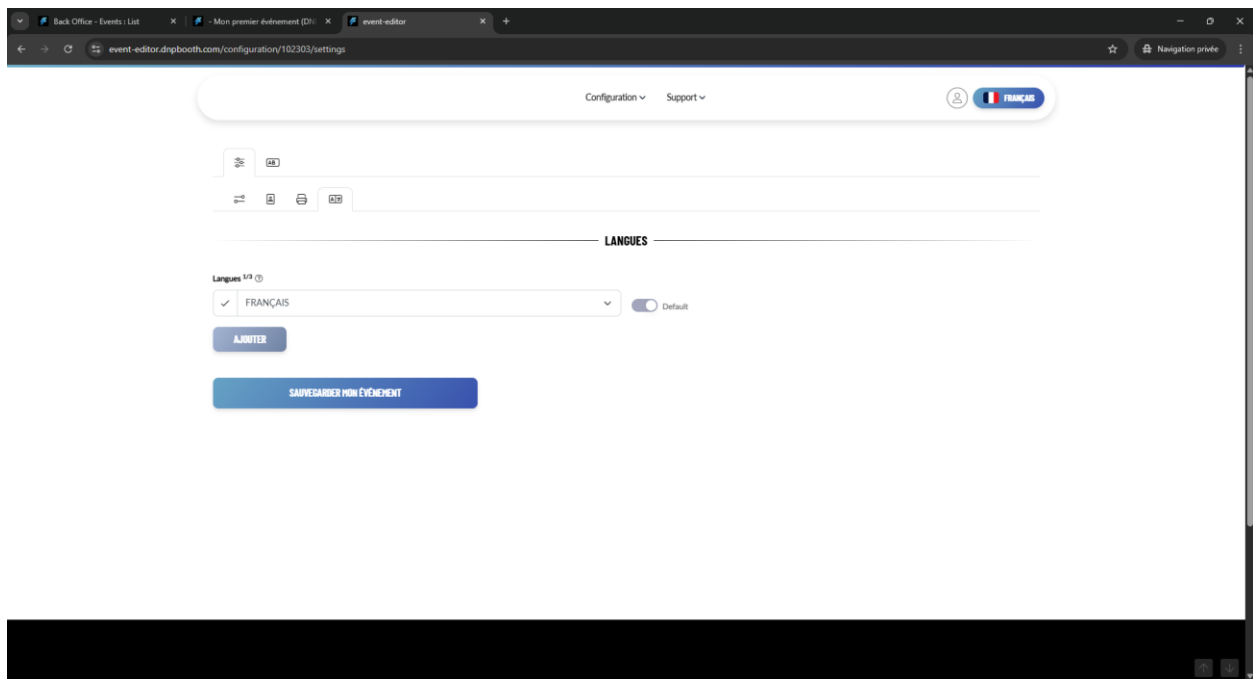 Back Office - Events : List
- Mon premier événement (DN
event-editor
event-editor.dnpbooth.com/configuration/102303/settings
Navigation privée
Configuration
Support
FRANÇAIS
AB
LANGUES
Langues 1/3
FRANÇAIS
Default
AJOUTER
SAUVEGARDER MON ÉVÉNEMENT